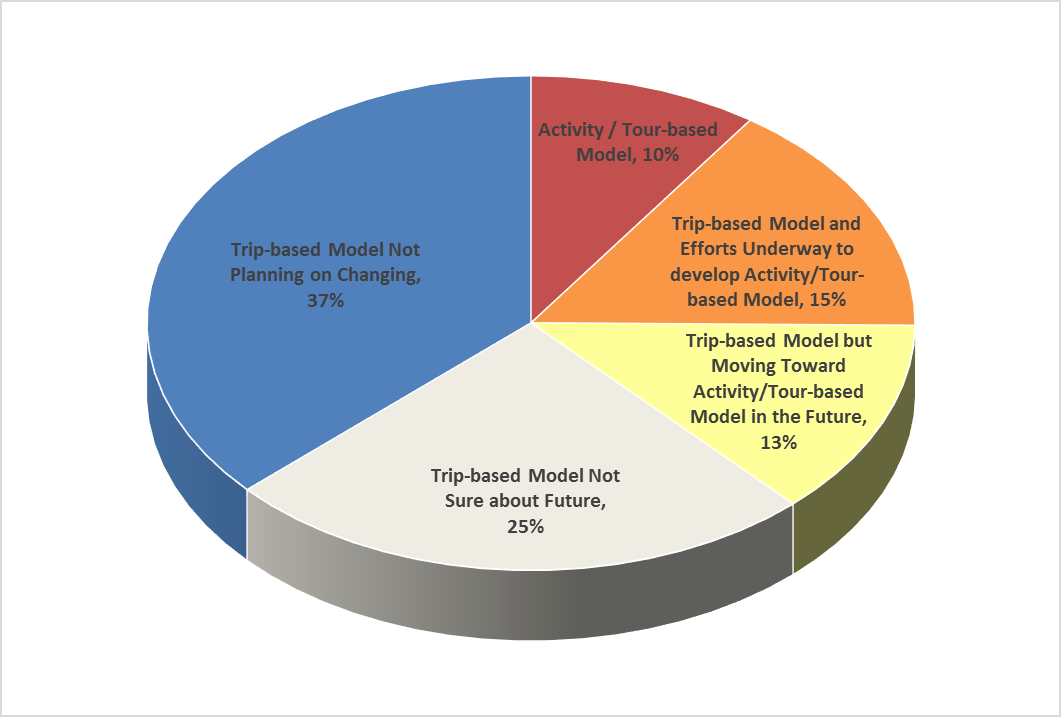 Activity / Tour-based
Model, 10%
Trip-based Model and
Efforts Underway to
develop Activity/Tour-
based Model, 15%
Trip-based Model but
Moving Toward
Activity/Tour-based
Model in the Future,
13%
Trip-based Model Not
Sure about Future,
25%
Trip-based Model Not
Planning on Changing,
37%